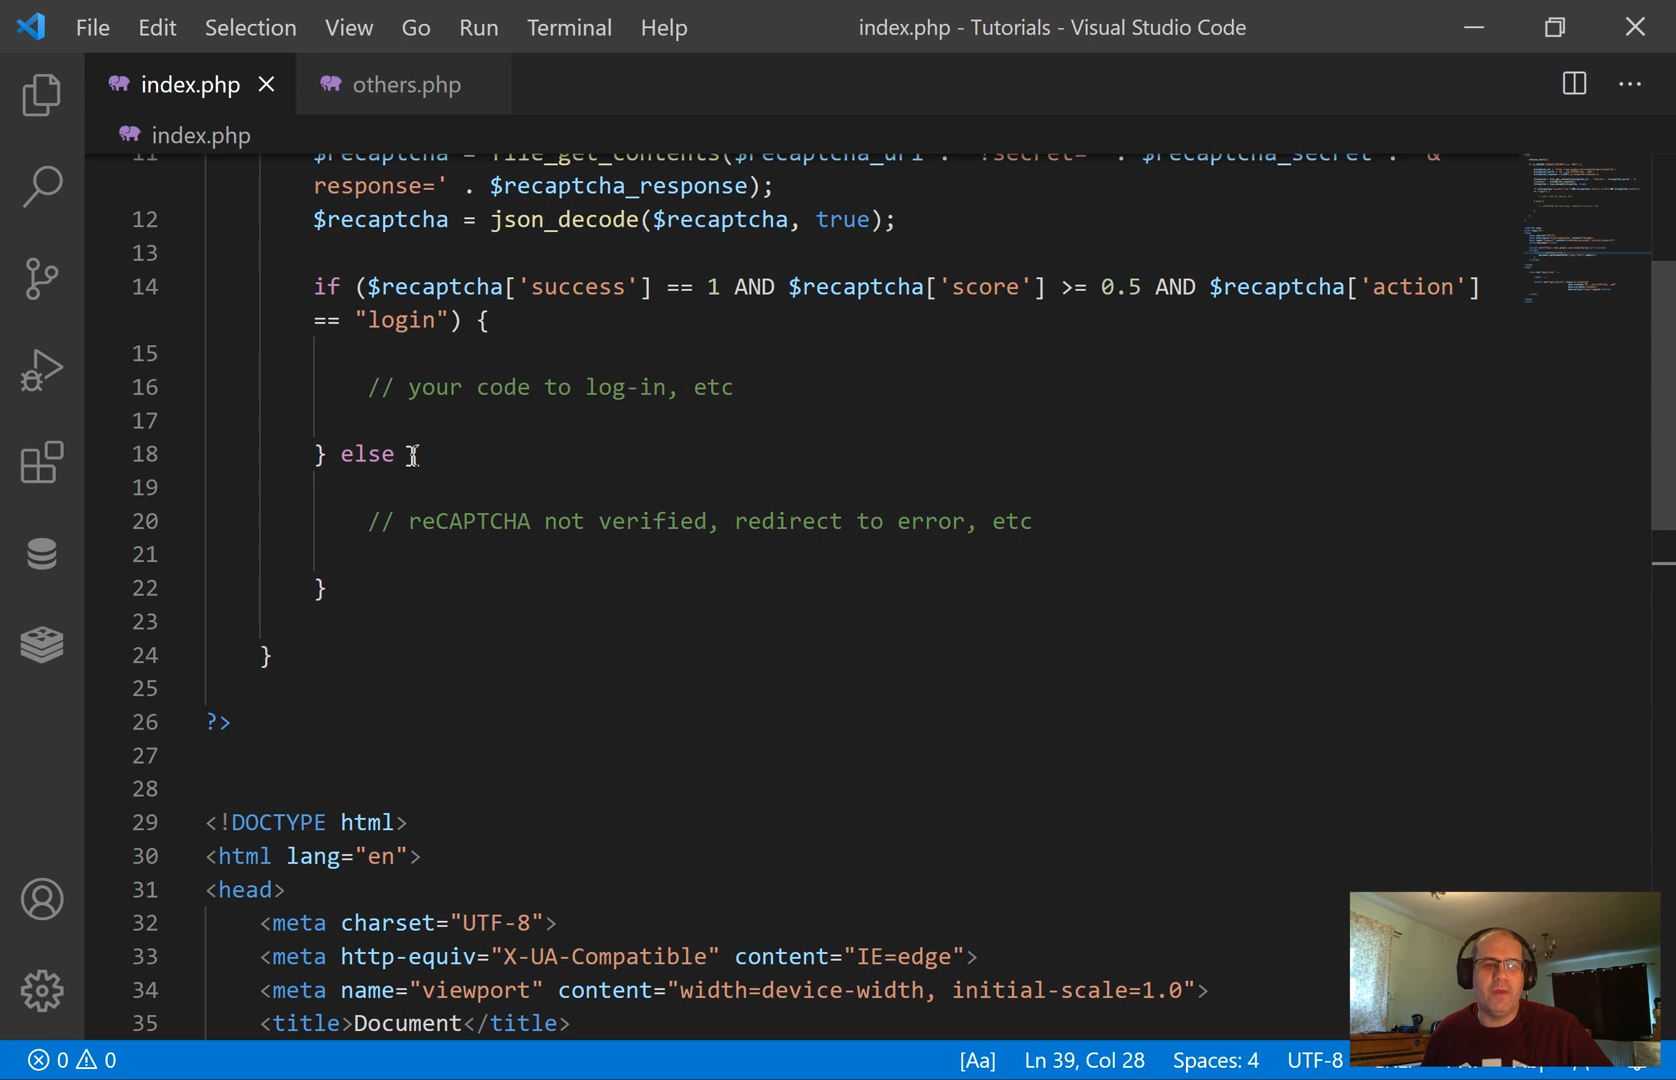 File Edit Selection View Go Run Terminal Help index.php - Tutorials - Visual Studio Code
index.php others.php
index.php
11 $recaptcha = file_get_contents($recaptcha_url . '?secret=' . $recaptcha_secret . '&
response=' . $recaptcha_response);
12 $recaptcha = json_decode($recaptcha, true);
13
14 if ($recaptcha['success'] == 1 AND $recaptcha['score'] >= 0.5 AND $recaptcha['action']
== "login") {
15
16 // your code to log-in, etc
17
18 } else
19
20 // reCAPTCHA not verified, redirect to error, etc
21
22 }
23
24 }
25
26 ?>
27
28
29 <!DOCTYPE html>
30 <html lang="en">
31 <head>
32 <meta charset="UTF-8">
33 <meta http-equiv="X-UA-Compatible" content="IE=edge">
34 <meta name="viewport" content="width=device-width, initial-scale=1.0">
35 <title>Document</title>
0 0 [Aa] Ln 39, Col 28 Spaces: 4 UTF-8